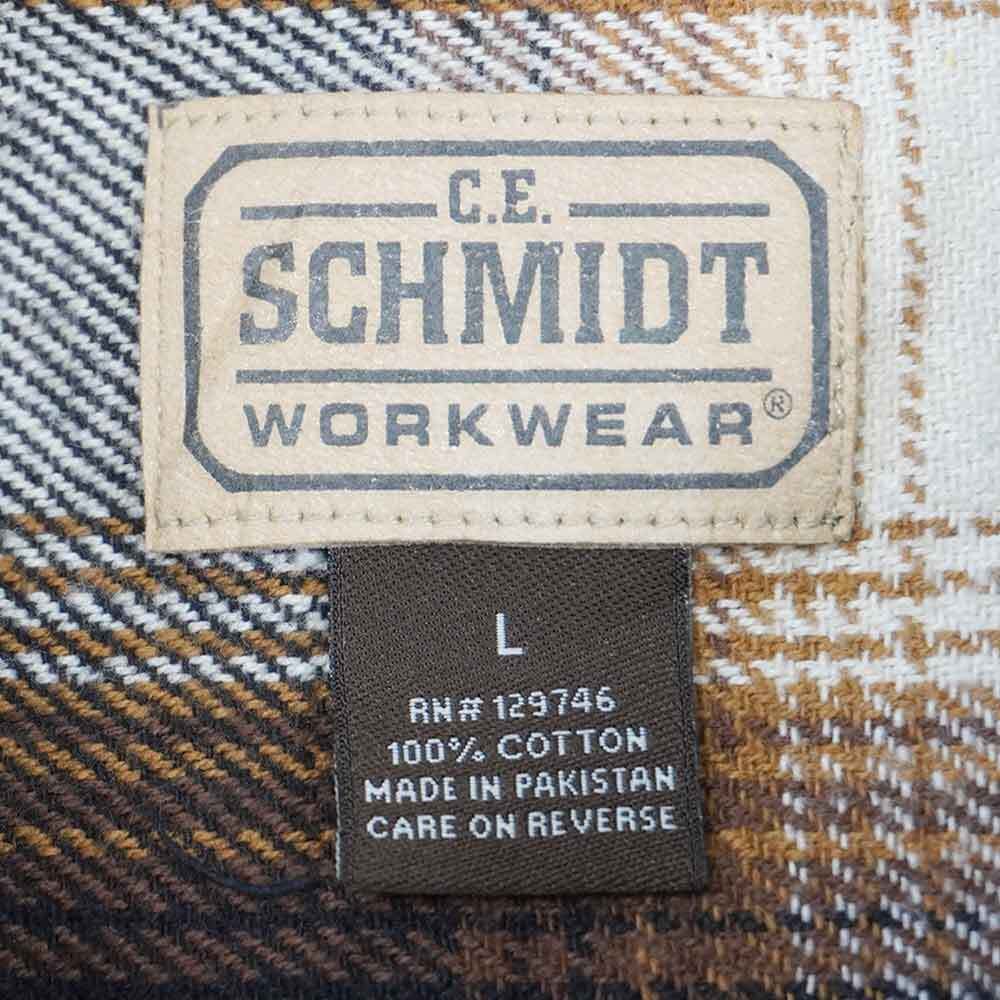 C.E.
SCHMIDT
WORKWEAR®
L
RN# 129746
100% COTTON
MADE IN PAKISTAN
CARE ON REVERSE